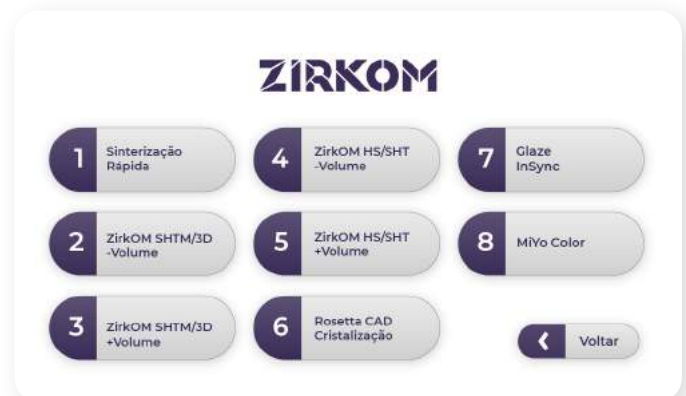 ZIRKOM
1 Sinterização
Rápida
2 ZirkOM SHTM/3D
-Volume
3 ZirkOM SHTM/3D
+Volume
4 ZirkOM HS/SHT
-Volume
5 ZirkOM HS/SHT
+Volume
6 Rosetta CAD
Cristalização
7 Glaze
InSync
8 MiYo Color
Voltar